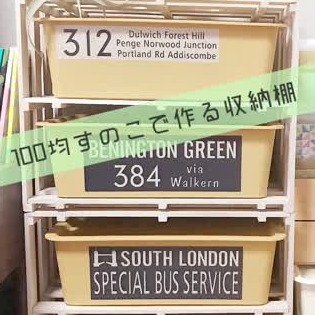 312
Dulwich Forest Hill
Penge Norwood Junction
Portland Rd Addiscombe
100均すのこで作る収納棚
BENINGTON GREEN
384 via
Walkern
SOUTH LONDON
SPECIAL BUS SERVICE